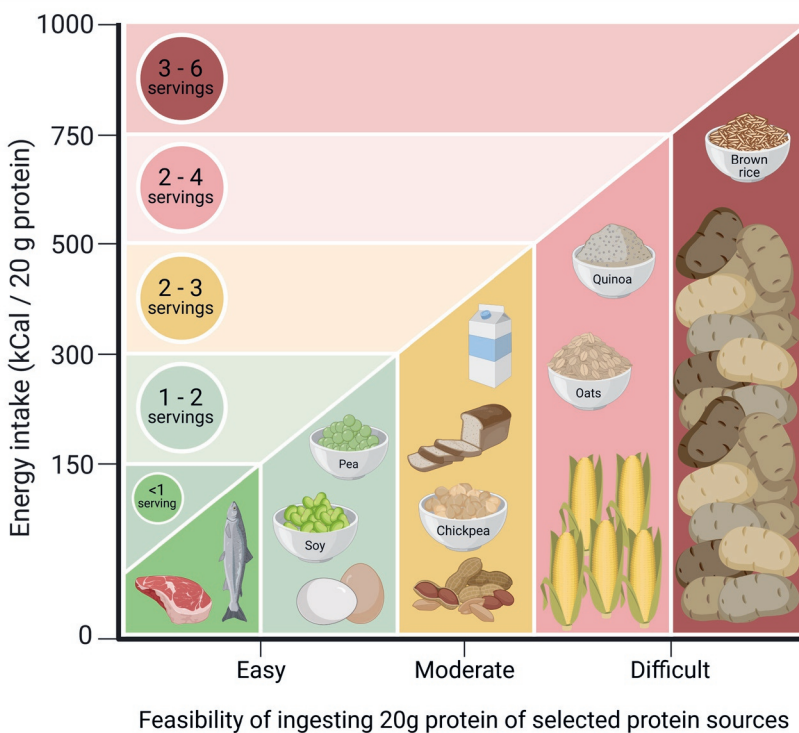 1000
750
500
300
150
0
Energy intake (kCal / 20 g protein)
3 - 6
servings
2 - 4
servings
2 - 3
servings
1 - 2
servings
<1
serving
Brown
rice
Quinoa
Oats
Pea
Soy
Chickpea
Easy
Moderate
Difficult
Feasibility of ingesting 20g protein of selected protein sources